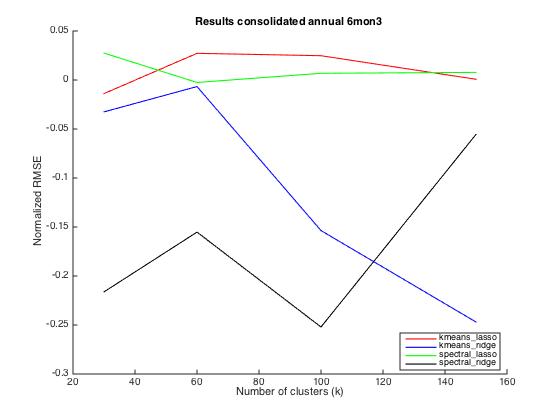 Results consolidated annual 6mon3
0.05
0
-0.05
-0.1
-0.15
-0.2
-0.25
-0.3
Normalized RMSE
20
40
60
80
100
120
140
160
Number of clusters (k)
kmeans_lasso
kmeans_ridge
spectral_lasso
spectral_ridge